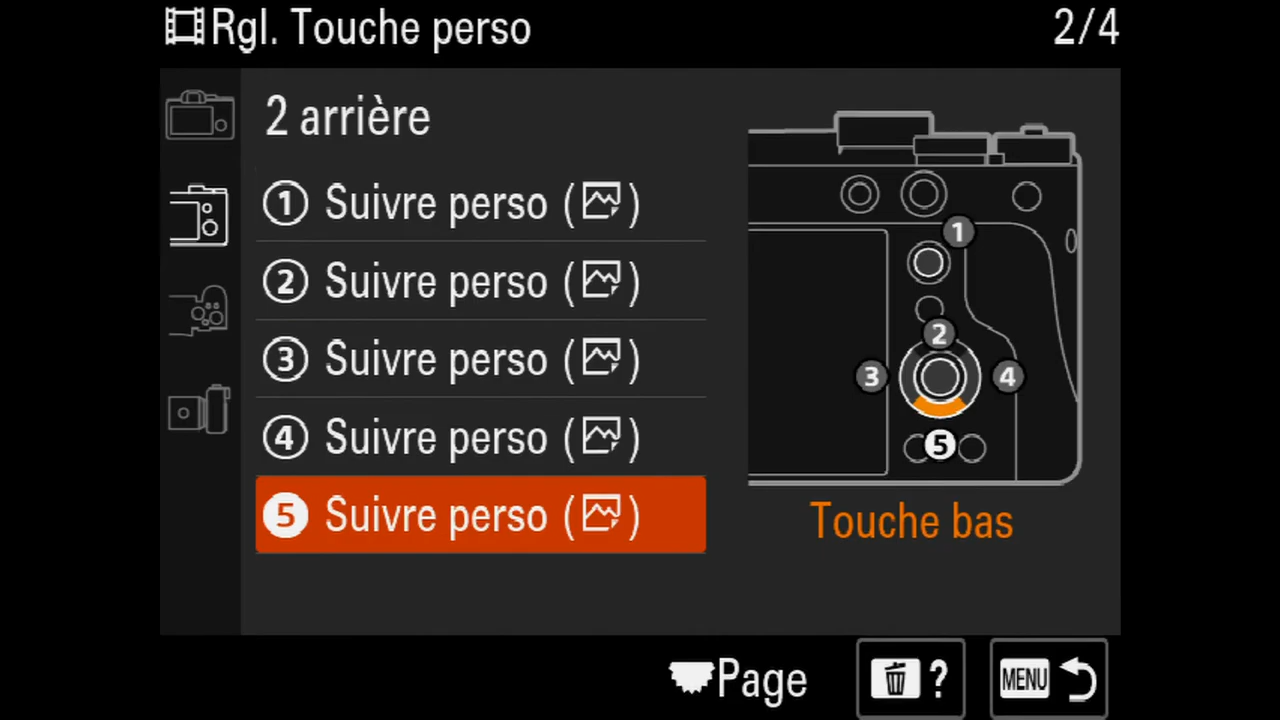 Rgl. Touche perso
2/4
2 arrière
1 Suivre perso ( )
2 Suivre perso ( )
3 Suivre perso ( )
4 Suivre perso ( )
5 Suivre perso ( )
1
2
3
4
5
Touche bas
Page
?
MENU